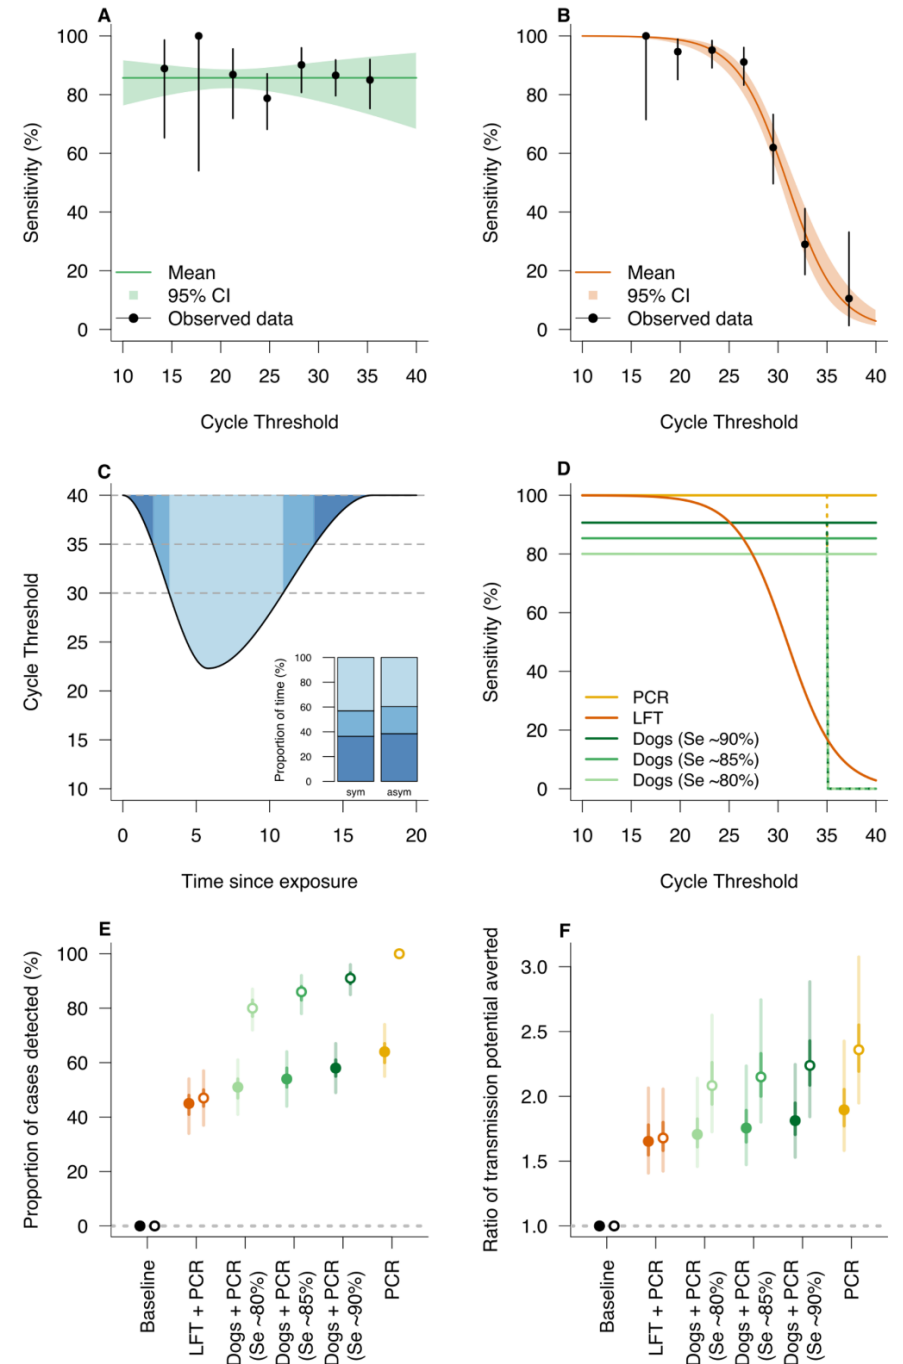 A
Sensitivity (%)
100
80
60
40
20
0
Mean
95% CI
Observed data
10 15 20 25 30 35 40
Cycle Threshold
B
Sensitivity (%)
100
80
60
40
20
0
Mean
95% CI
Observed data
10 15 20 25 30 35 40
Cycle Threshold
C
Cycle Threshold
40
35
30
25
20
15
10
Proportion of time (%)
100
80
60
40
20
0
sym asym
0 5 10 15 20
Time since exposure
D
Sensitivity (%)
100
80
60
40
20
0
PCR
LFT
Dogs (Se ~90%)
Dogs (Se ~85%)
Dogs (Se ~80%)
10 15 20 25 30 35 40
Cycle Threshold
E
Proportion of cases detected (%)
100
80
60
40
20
0
Baseline
LFT + PCR
Dogs + PCR
(Se ~80%)
Dogs + PCR
(Se ~85%)
Dogs + PCR
(Se ~90%)
PCR
F
Ratio of transmission potential averted
3.0
2.5
2.0
1.5
1.0
Baseline
LFT + PCR
Dogs + PCR
(Se ~80%)
Dogs + PCR
(Se ~85%)
Dogs + PCR
(Se ~90%)
PCR